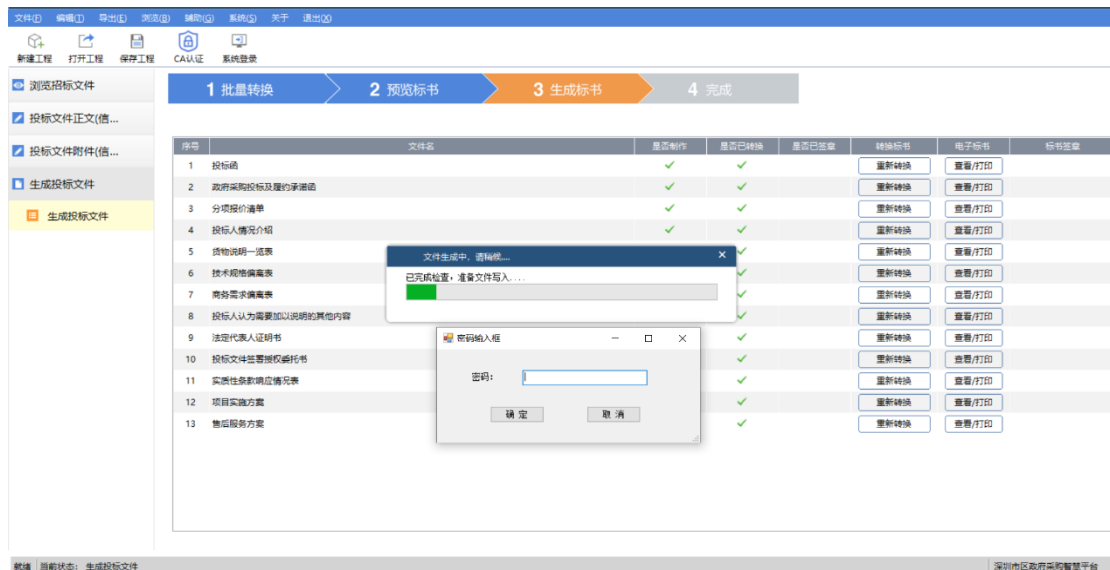 文件(F) 编辑(T) 导出(E) 浏览(B) 辅助(G) 系统(S) 关于 退出(X)
新建工程 打开工程 保存工程 CA认证 系统登录
浏览招标文件
投标文件正文(信...
投标文件附件(信...
生成投标文件
生成投标文件
1 批量转换 2 预览标书 3 生成标书 4 完成
序号 文件名 是否制作 是否已转换 是否已签章 转换标书 电子标书 标书签章
1 投标函 重新转换 查看/打印
2 政府采购投标及履约承诺函 重新转换 查看/打印
3 分项报价清单 重新转换 查看/打印
4 投标人情况介绍 重新转换 查看/打印
5 货物说明一览表 重新转换 查看/打印
6 技术规格偏离表 重新转换 查看/打印
7 商务需求偏离表 重新转换 查看/打印
8 投标人认为需要加以说明的其他内容 重新转换 查看/打印
9 法定代表人证明书 重新转换 查看/打印
10 投标文件签署授权委托书 重新转换 查看/打印
11 实质性条款响应情况表 重新转换 查看/打印
12 项目实施方案 重新转换 查看/打印
13 售后服务方案 重新转换 查看/打印
文件生成中, 请稍候....
已完成检查, 准备文件写入....
密码输入框
密码:
确定 取消
就绪 当前状态: 生成投标文件 深圳市区政府采购智慧平台